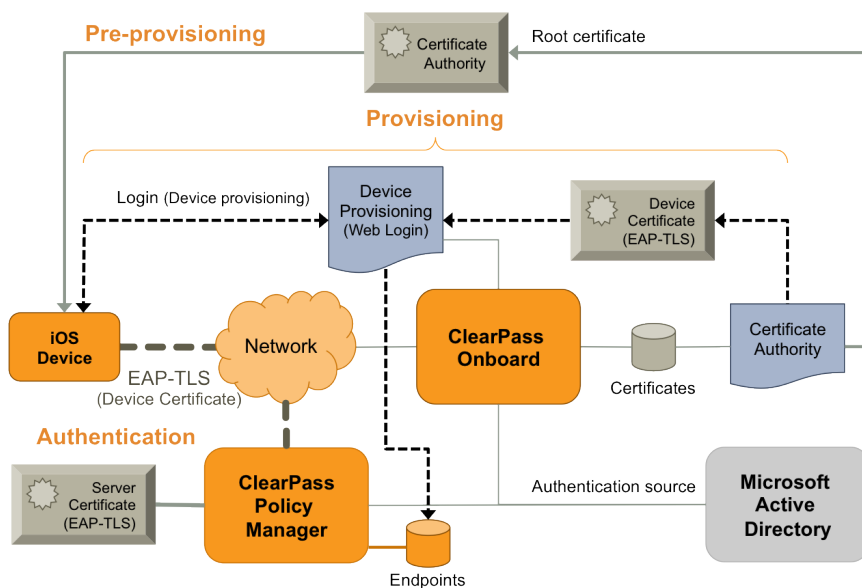 Pre-provisioning
Certificate
Authority
Root certificate
Provisioning
Login (Device provisioning)
Device
Provisioning
(Web Login)
Device
Certificate
(EAP-TLS)
iOS
Device
Network
ClearPass
Onboard
Certificates
Certificate
Authority
EAP-TLS
(Device Certificate)
Authentication
Server
Certificate
(EAP-TLS)
ClearPass
Policy
Manager
Authentication source
Microsoft
Active
Directory
Endpoints